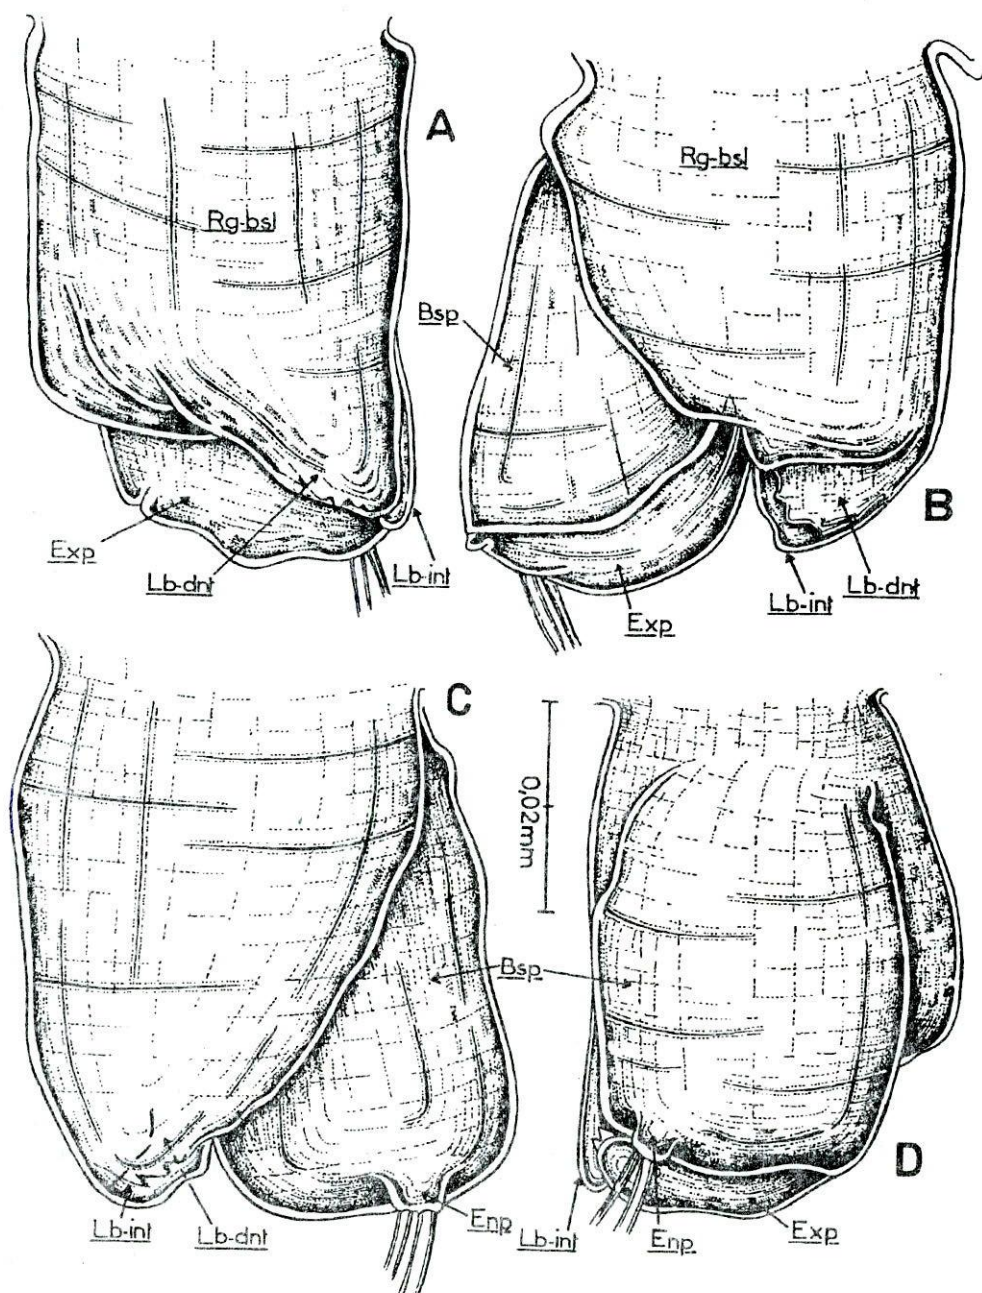 A
Rg-bsl
Exp
Lb-dnt
Lb-int
Rg-bsl
Bsp
B
Lb-int
Lb-dnt
Exp
C
0,02mm
Bsp
D
Lb-int
Lb-dnt
Enp
Lb-int
Enp
Exp